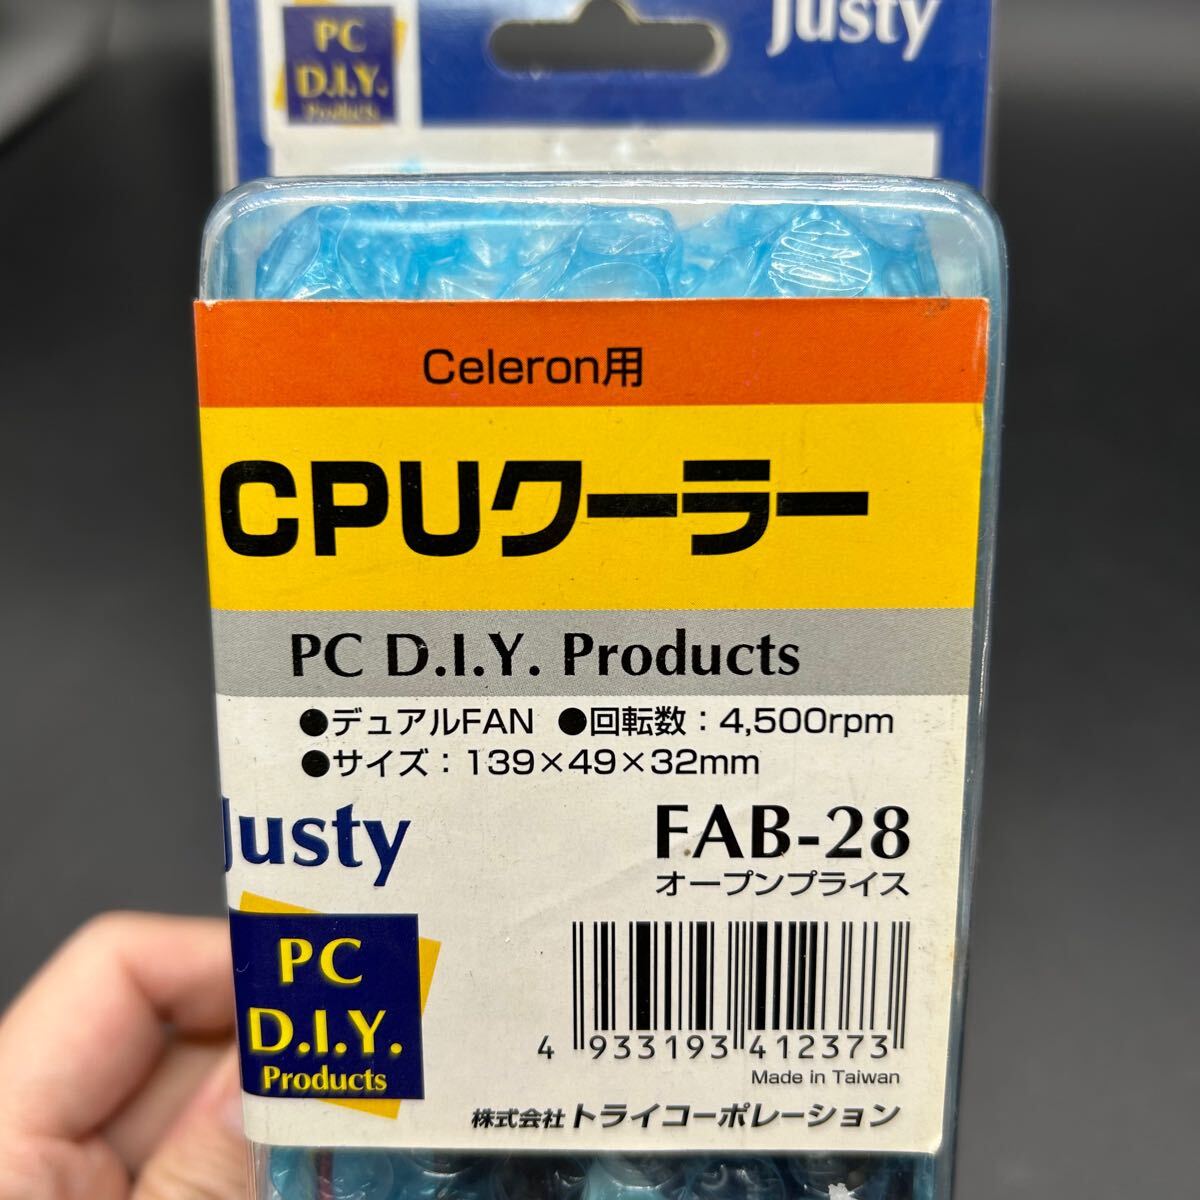 PC
D.I.Y.
Products
Justy
Celeron用
CPUクーラー
PC D.I.Y. Products
●デュアルFAN ●回転数：4,500rpm
●サイズ：139×49×32mm
Justy
FAB-28
オープンプライス
PC
D.I.Y.
Products
4 933193 412373
Made in Taiwan
株式会社 トライコーポレーション